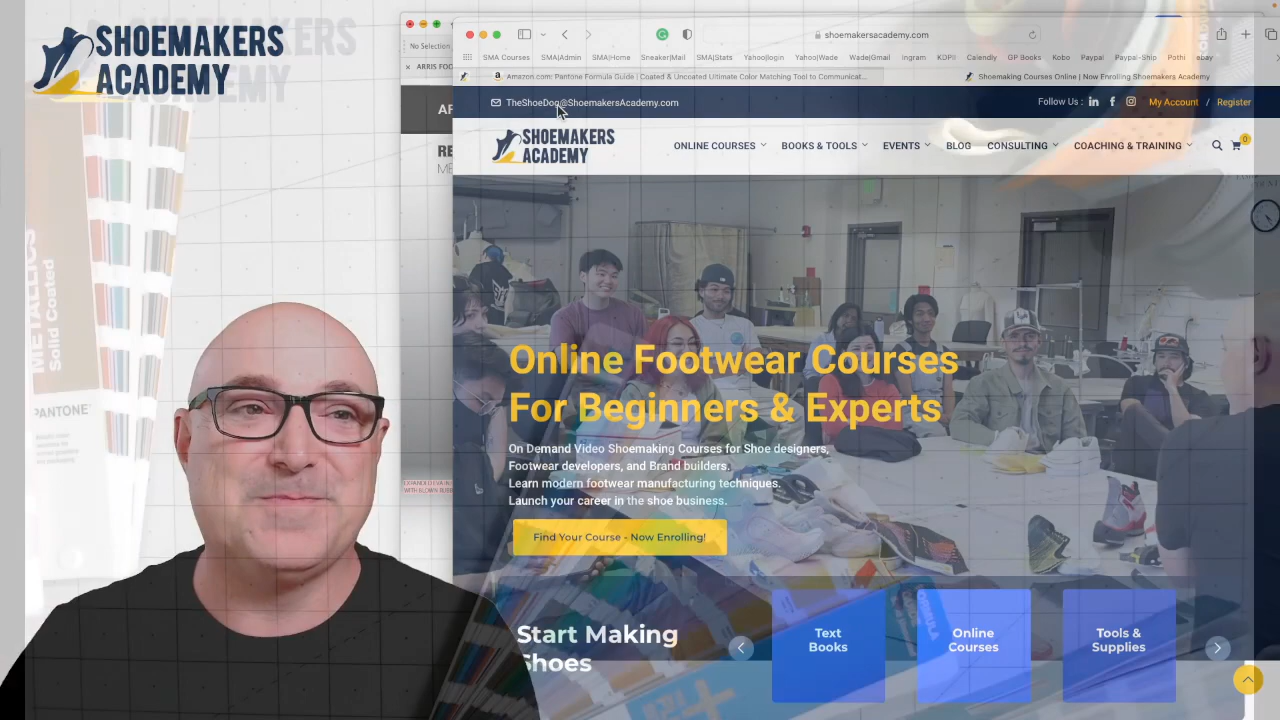 SHOEMAKERS
ACADEMY
No Selection
ARRIS FOO
shoemakersacademy.com
SMA Courses SMA|Admin SMA|Home Sneaker|Mail SMA|Stats Yahoo|login Yahoo|Wade Wade|Gmail Ingram KDP® Calendly GP Books Kobo Paypal Paypal-Ship Pothi ebay
Amazon.com: Pantone Formula Guide | Coated & Uncoated Ultimate Color Matching Tool to Communicat...
Shoemaking Courses Online | Now Enrolling Shoemakers Academy
TheShoeDog@ShoemakersAcademy.com
Follow Us :
My Account / Register
SHOEMAKERS
ACADEMY
ONLINE COURSES BOOKS & TOOLS EVENTS BLOG CONSULTING COACHING & TRAINING
0
Online Footwear Courses
For Beginners & Experts
On Demand Video Shoemaking Courses for Shoe designers,
Footwear developers, and Brand builders.
Learn modern footwear manufacturing techniques.
Launch your career in the shoe business.
Find Your Course - Now Enrolling!
Start Making
Shoes
Text
Books
Online
Courses
Tools &
Supplies
METALLICS
Solid Coated
PANTONE